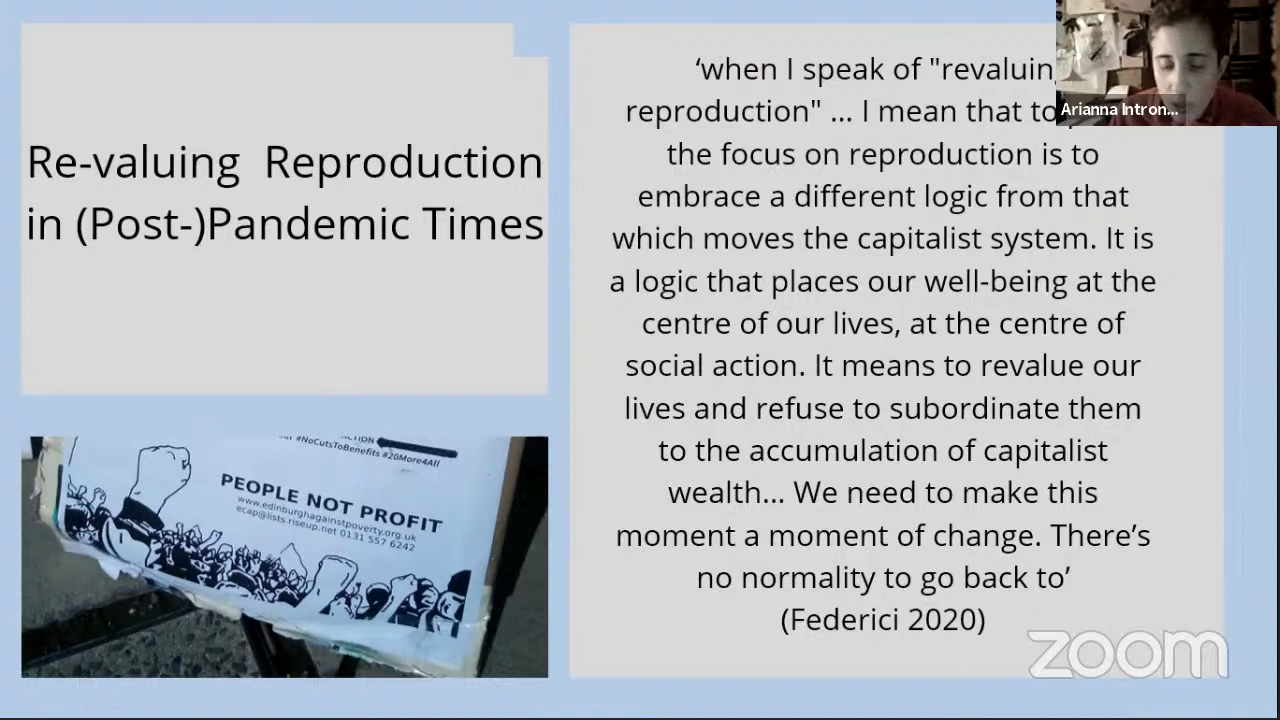 Re-valuing Reproduction
in (Post-)Pandemic Times
#NoCutsToBenefits #20More4All
PEOPLE NOT PROFIT
www.edinburghagainstpoverty.org.uk
ecap@lists.riseup.net 0131 557 6242
‘when I speak of "revaluing
reproduction" ... I mean that to
the focus on reproduction is to
embrace a different logic from that
which moves the capitalist system. It is
a logic that places our well-being at the
centre of our lives, at the centre of
social action. It means to revalue our
lives and refuse to subordinate them
to the accumulation of capitalist
wealth... We need to make this
moment a moment of change. There’s
no normality to go back to’
(Federici 2020)
Arianna Intron...
zoom